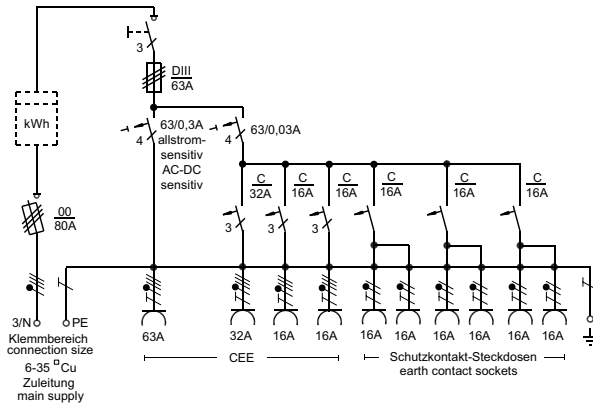 3
DIII
63A
kWh
63/0,3A
4
allstrom-
sensitiv
AC-DC
sensitiv
63/0,03A
4
C
32A
C
16A
C
16A
C
16A
C
16A
C
16A
00
80A
3
3
3
3/N
PE
63A
32A
16A
16A
16A
16A
16A
16A
16A
16A
Klemmbereich
connection size
6-35 □Cu
Zuleitung
main supply
CEE
Schutzkontakt-Steckdosen
earth contact sockets